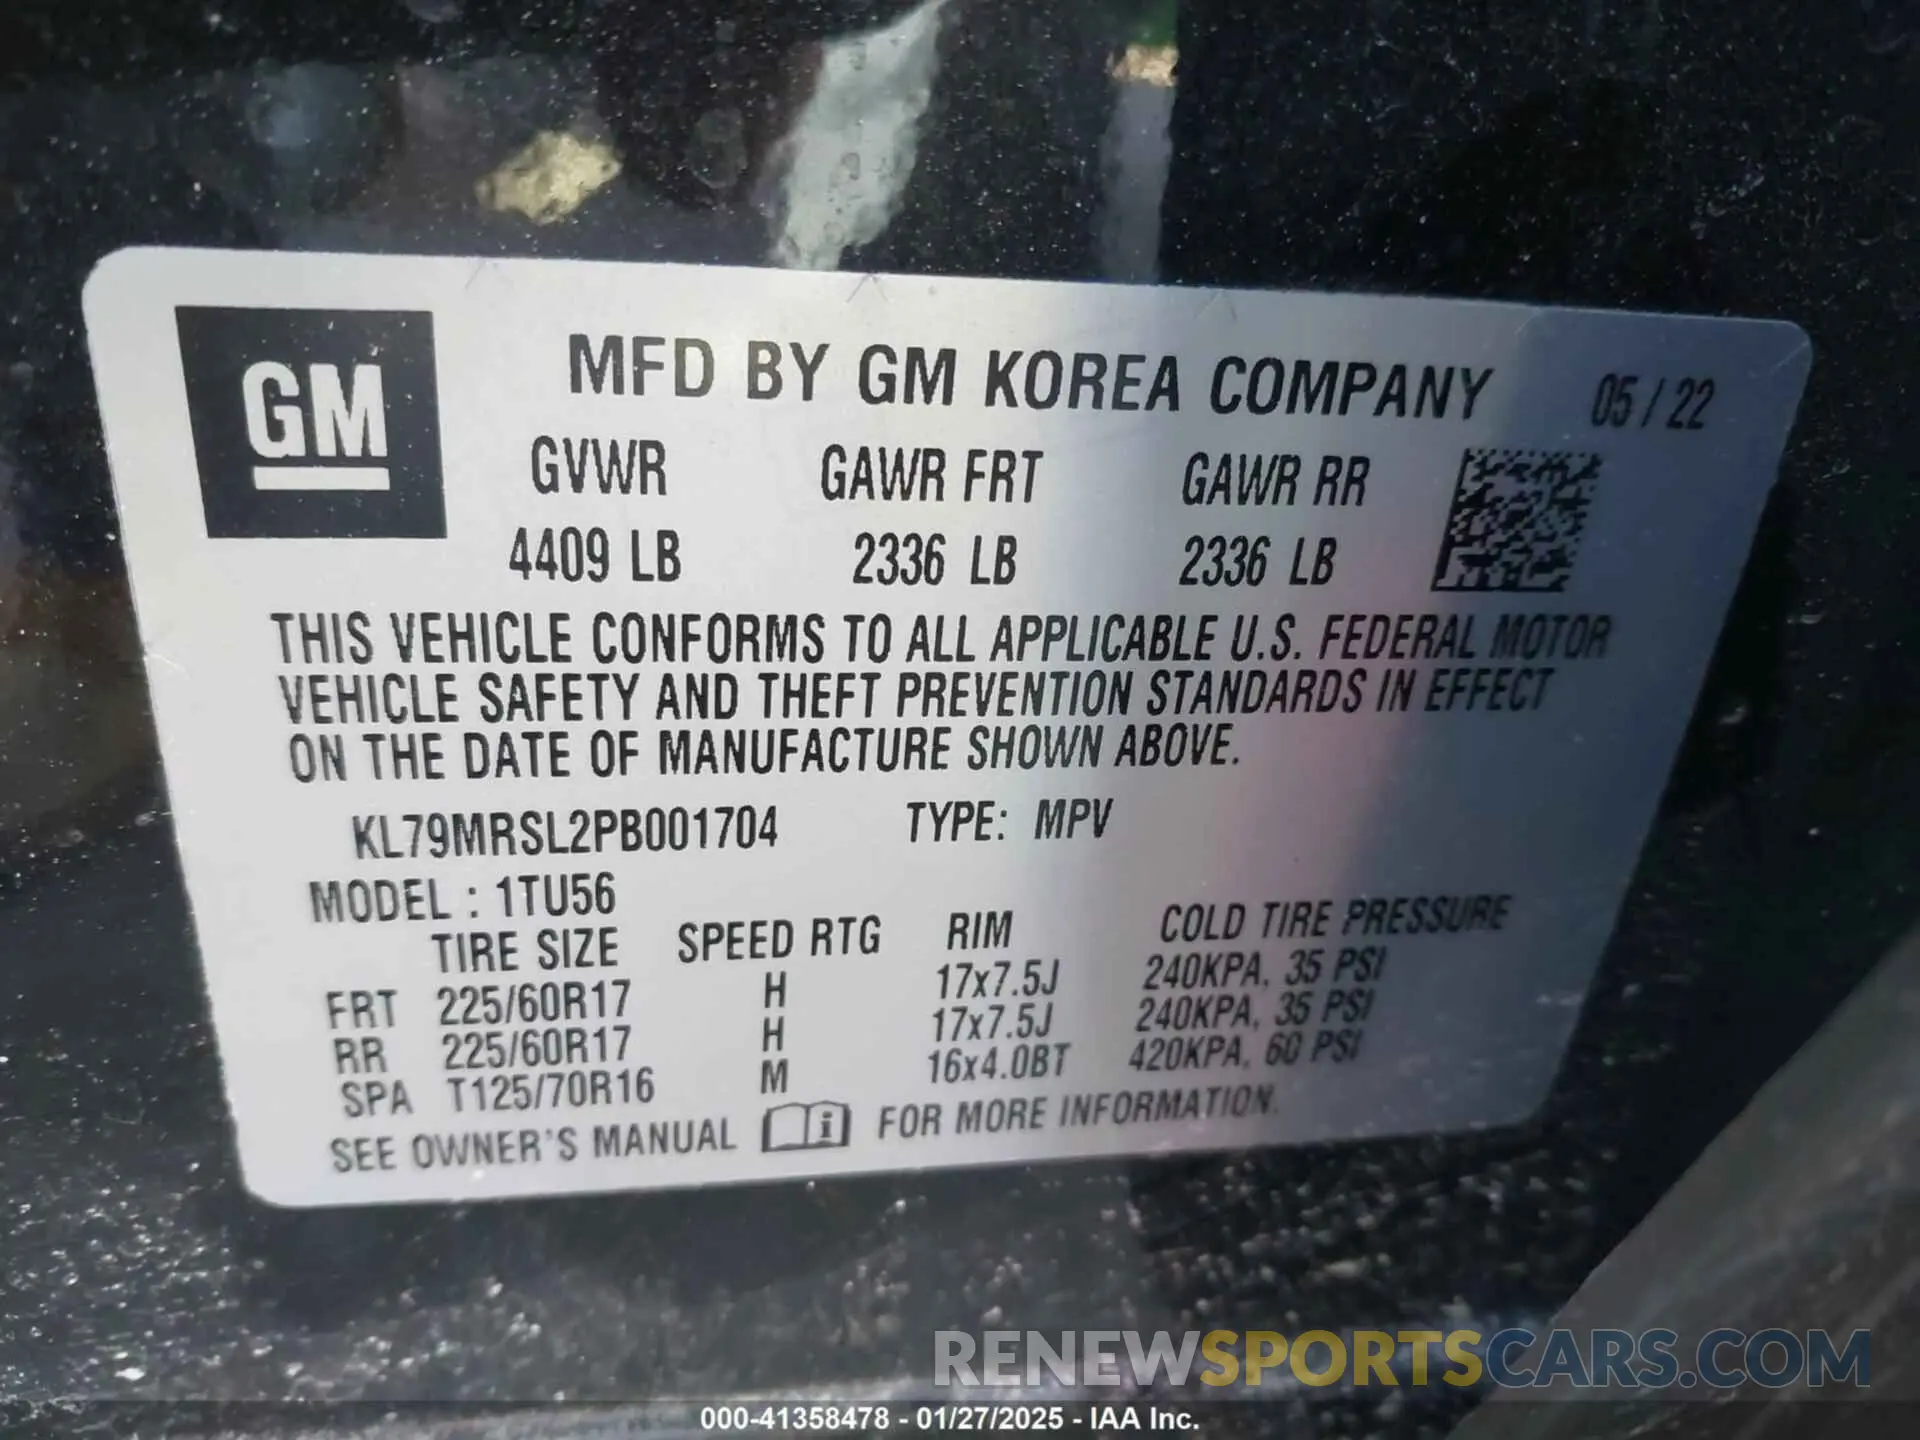 GM
MFD BY GM KOREA COMPANY 05 / 22
GVWR GAWR FRT GAWR RR
4409 LB 2336 LB 2336 LB
THIS VEHICLE CONFORMS TO ALL APPLICABLE U.S. FEDERAL MOTOR
VEHICLE SAFETY AND THEFT PREVENTION STANDARDS IN EFFECT
ON THE DATE OF MANUFACTURE SHOWN ABOVE.
KL79MRSL2PB001704 TYPE: MPV
MODEL : 1TU56
TIRE SIZE SPEED RTG RIM COLD TIRE PRESSURE
FRT 225/60R17 H 17x7.5J 240KPA, 35 PSI
RR 225/60R17 H 17x7.5J 240KPA, 35 PSI
SPA T125/70R16 M 16x4.0BT 420KPA, 60 PSI
SEE OWNER'S MANUAL i FOR MORE INFORMATION.
RENEWSPORTSCARS.COM
000-41358478 - 01/27/2025 - IAA Inc.